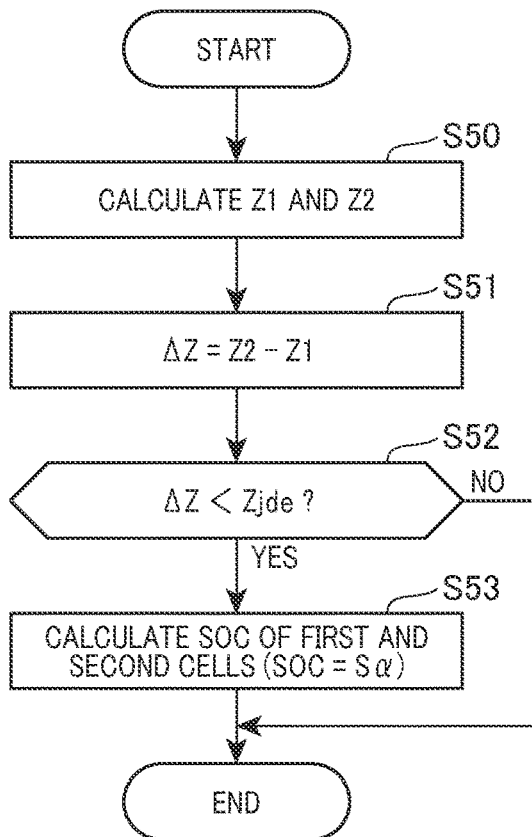 START
S50
CALCULATE Z1 AND Z2
S51
ΔZ = Z2 - Z1
S52
ΔZ < Zjde ?
NO
YES
S53
CALCULATE SOC OF FIRST AND
SECOND CELLS (SOC = Sα)
END